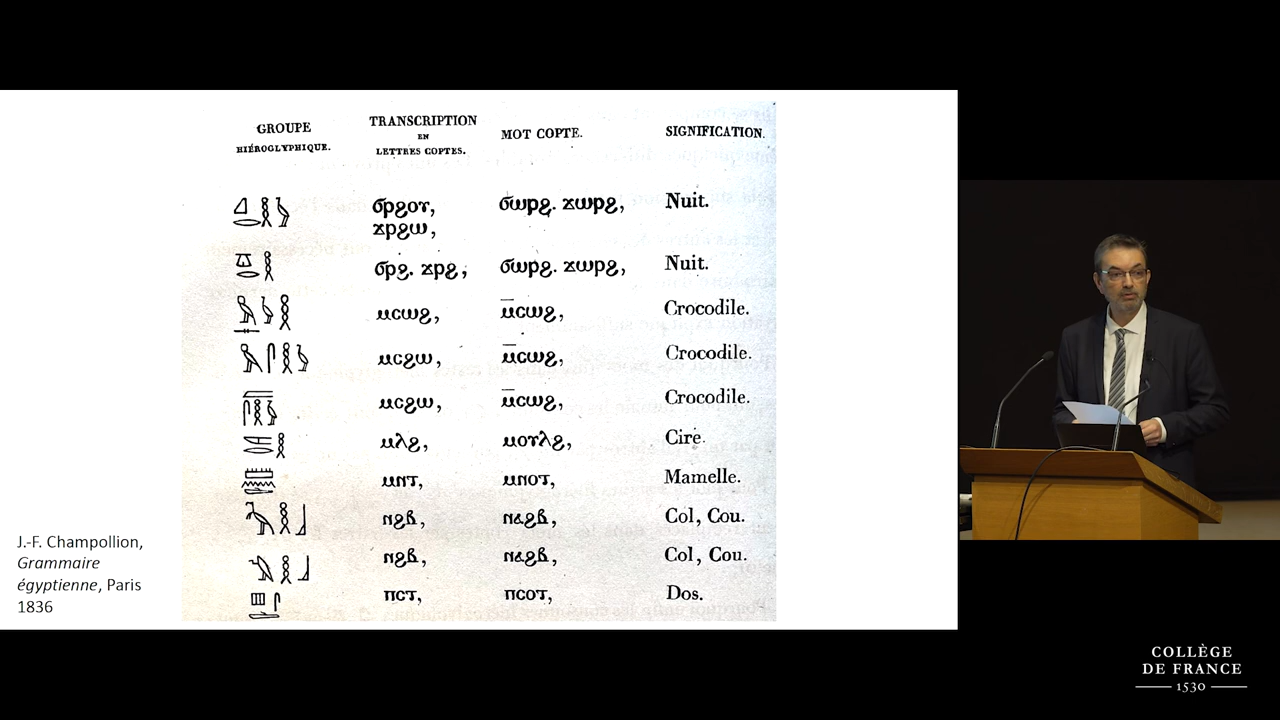 GROUPE
HIÉROGLYPHIQUE.
TRANSCRIPTION
EN
LETTRES COPTES.
MOT COPTE.
SIGNIFICATION.
ϭⲣϩⲟⲩ, ϭⲱⲣϩ. ϫⲱⲣϩ, Nuit.
ϫⲣϩⲱ,
ϭⲣϩ. ϫⲣϩ, ϭⲱⲣϩ. ϫⲱⲣϩ, Nuit.
ⲙⲥⲱϩ, ⲙ̅ⲥⲱϩ, Crocodile.
ⲙⲥϩⲱ, ⲙ̅ⲥⲱϩ, Crocodile.
ⲙⲥϩⲱ, ⲙ̅ⲥⲱϩ, Crocodile.
ⲙⲗϩ, ⲙⲟⲩⲗϩ, Cire.
ⲙⲛⲧ, ⲙⲛⲟⲧ, Mamelle.
ⲛϩⲃ, ⲛⲁϩⲃ, Col, Cou.
ⲛϩⲃ, ⲛⲁϩⲃ, Col, Cou.
ⲡⲥⲧ, ⲡⲥⲟⲧ, Dos.
J.-F. Champollion,
Grammaire
égyptienne, Paris
1836
COLLÈGE
DE FRANCE
1530